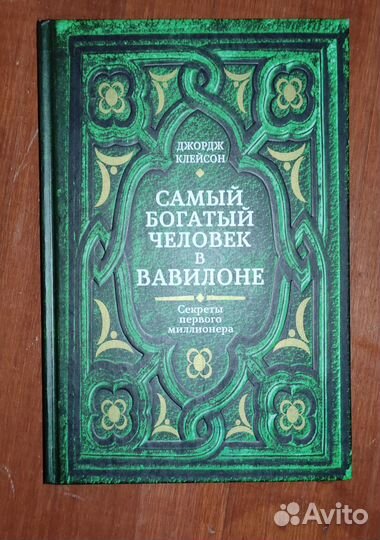 ДЖОРДЖ
КЛЕЙСОН
САМЫЙ
БОГАТЫЙ
ЧЕЛОВЕК
В
ВАВИЛОНЕ
Секреты
первого
миллионера
Avito